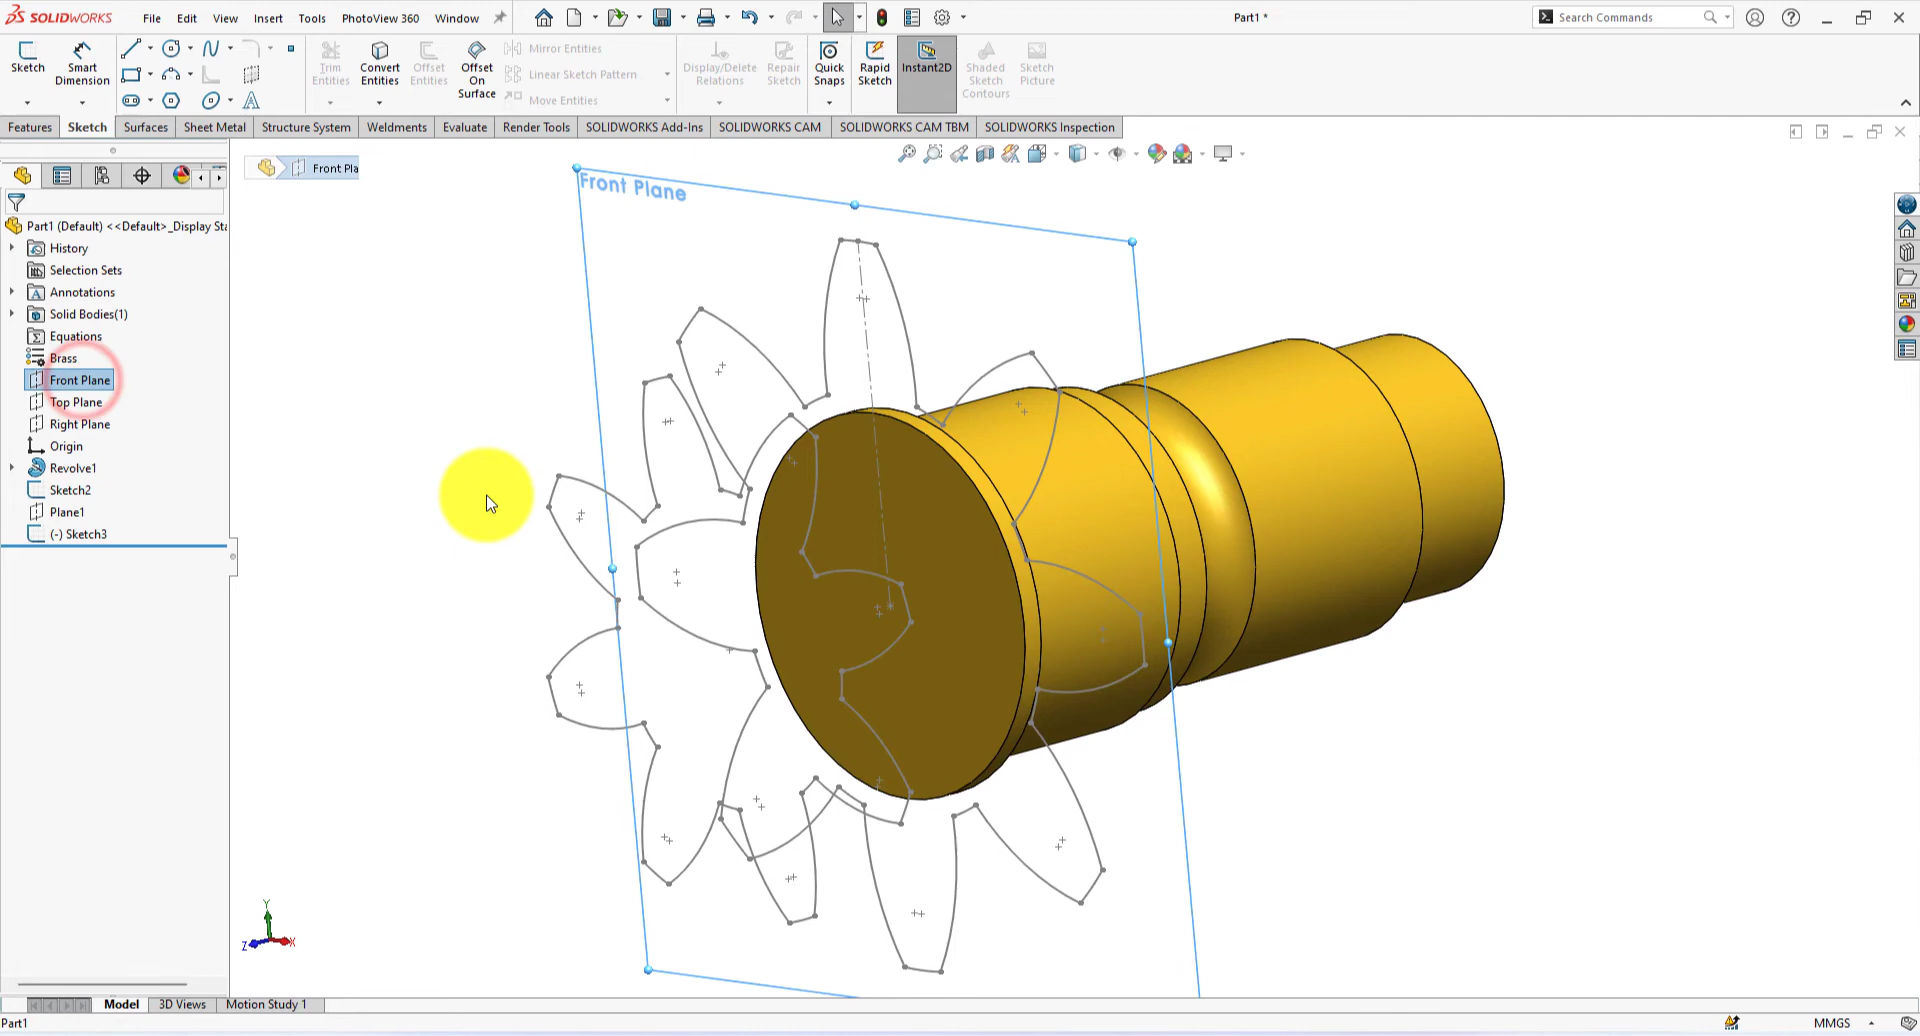 SOLIDWORKS File Edit View Insert Tools PhotoView 360 Window Part1 * Search Commands
Sketch Smart Dimension Trim Entities Convert Entities Offset Entities Offset On Surface Mirror Entities Display/Delete Relations Repair Sketch Quick Snaps Rapid Sketch Instant2D Shaded Sketch Contours Sketch Picture
Linear Sketch Pattern
Move Entities
Features Sketch Surfaces Sheet Metal Structure System Weldments Evaluate Render Tools SOLIDWORKS Add-Ins SOLIDWORKS CAM SOLIDWORKS CAM TBM SOLIDWORKS Inspection
Front Pla
Front Plane
Part1 (Default) <<Default>_Display Sta
History
Selection Sets
Annotations
Solid Bodies(1)
Equations
Brass
Front Plane
Top Plane
Right Plane
Origin
Revolve1
Sketch2
Plane1
(-) Sketch3
Y
Z X
Model 3D Views Motion Study 1
Part1 MMGS